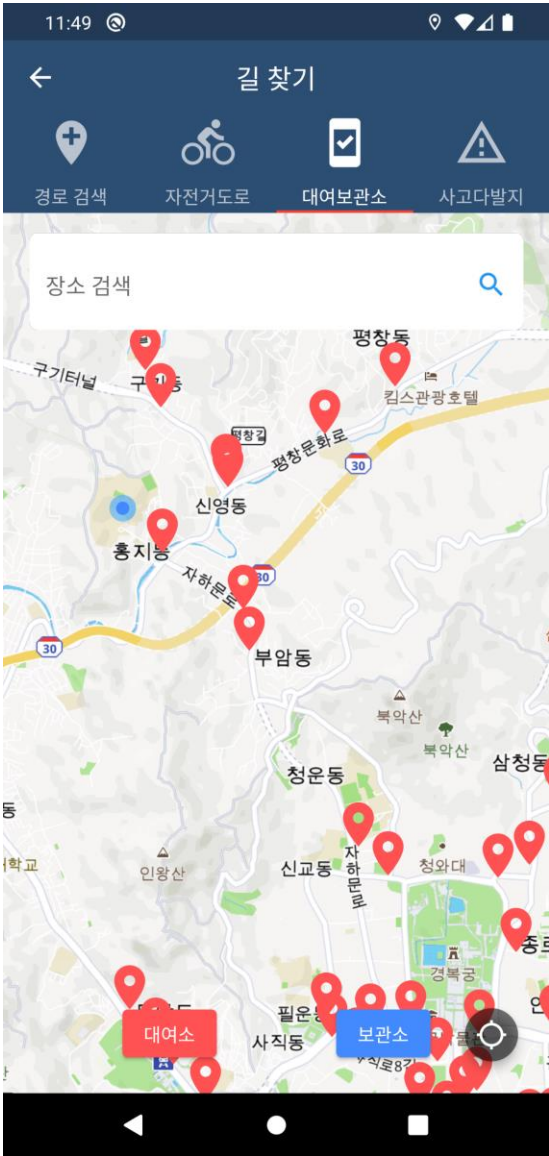 11:49
길 찾기
경로 검색
자전거도로
대여보관소
사고다발지
장소 검색
평창동
구기터널
킴스관광호텔
평창길
평창문화로
30
신영동
홍지동
자하문로
30
30
부암동
북악산
북악산
삼청동
청운동
동
인왕산
신교동
자하문로
청와대
경복궁
필운
사직동
대여소
보관소